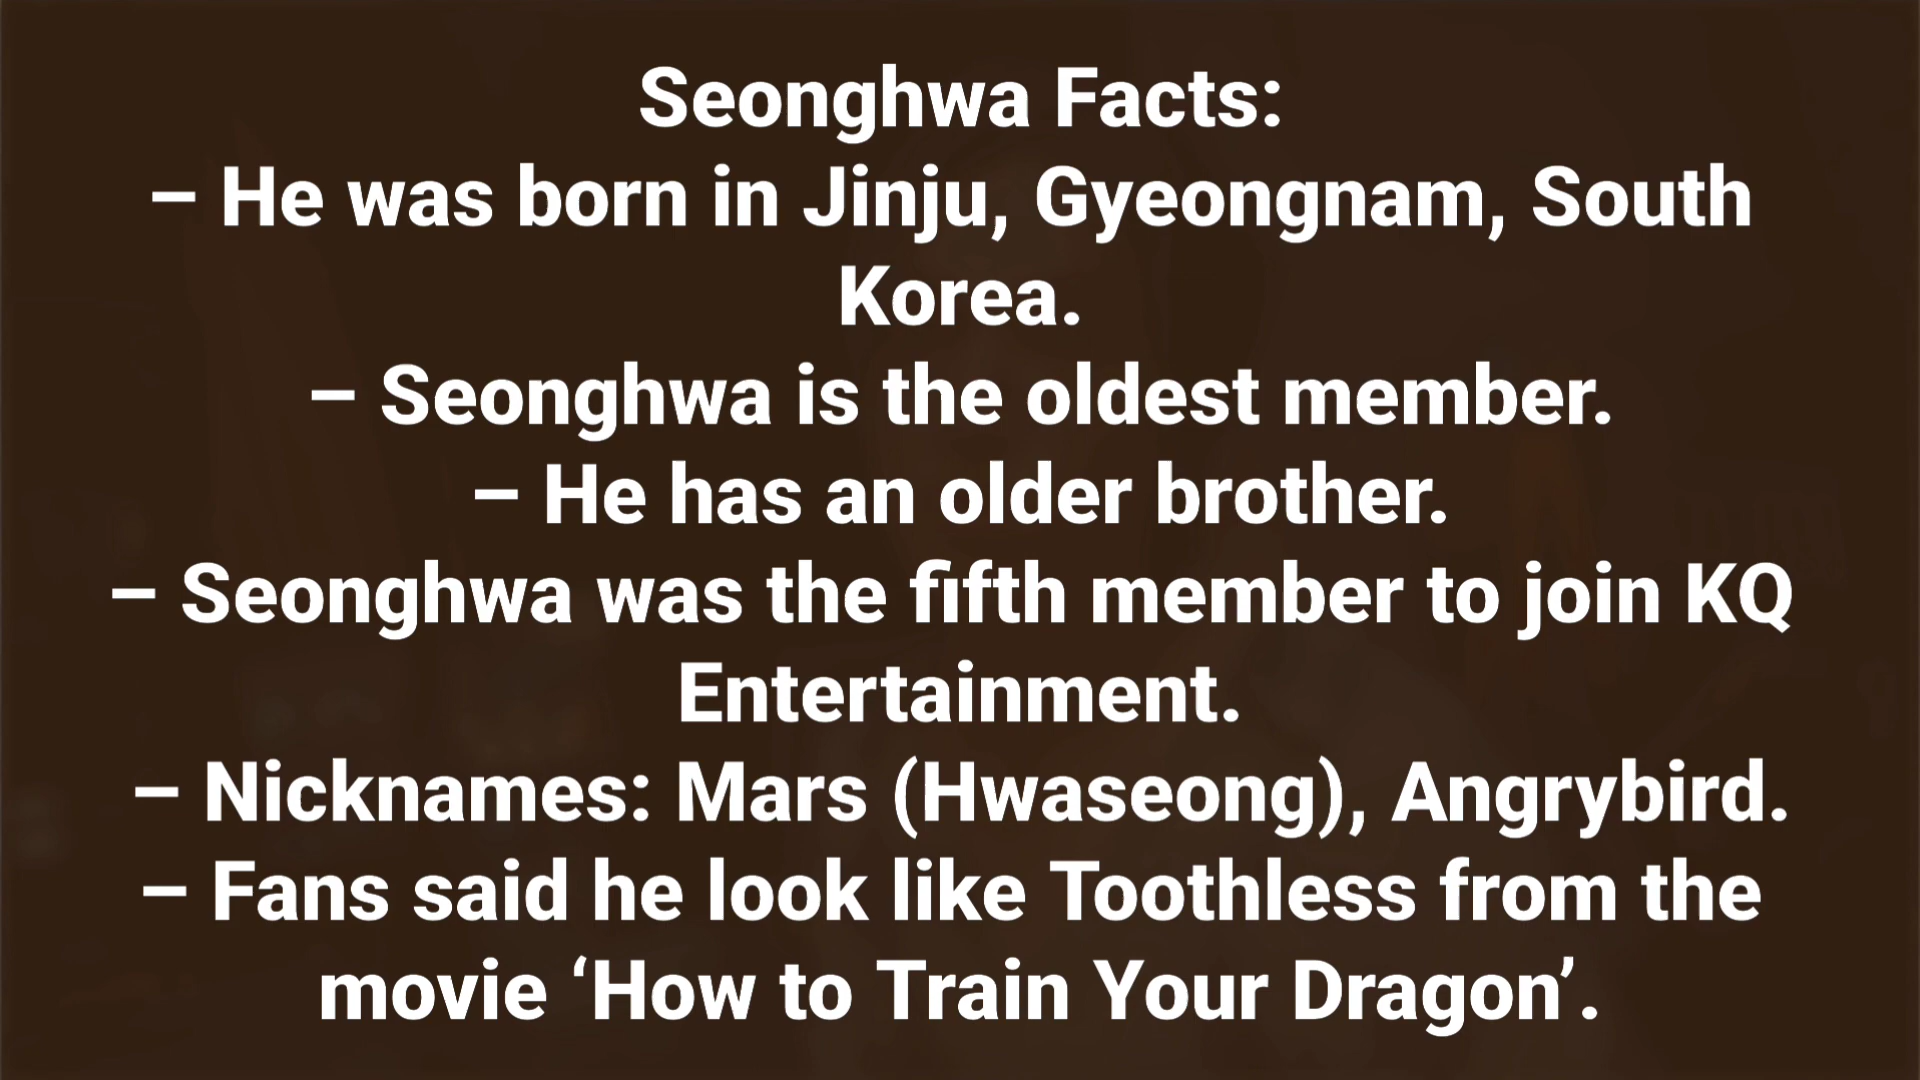 Seonghwa Facts:
– He was born in Jinju, Gyeongnam, South
Korea.
– Seonghwa is the oldest member.
– He has an older brother.
– Seonghwa was the fifth member to join KQ
Entertainment.
– Nicknames: Mars (Hwaseong), Angrybird.
– Fans said he look like Toothless from the
movie ‘How to Train Your Dragon’.